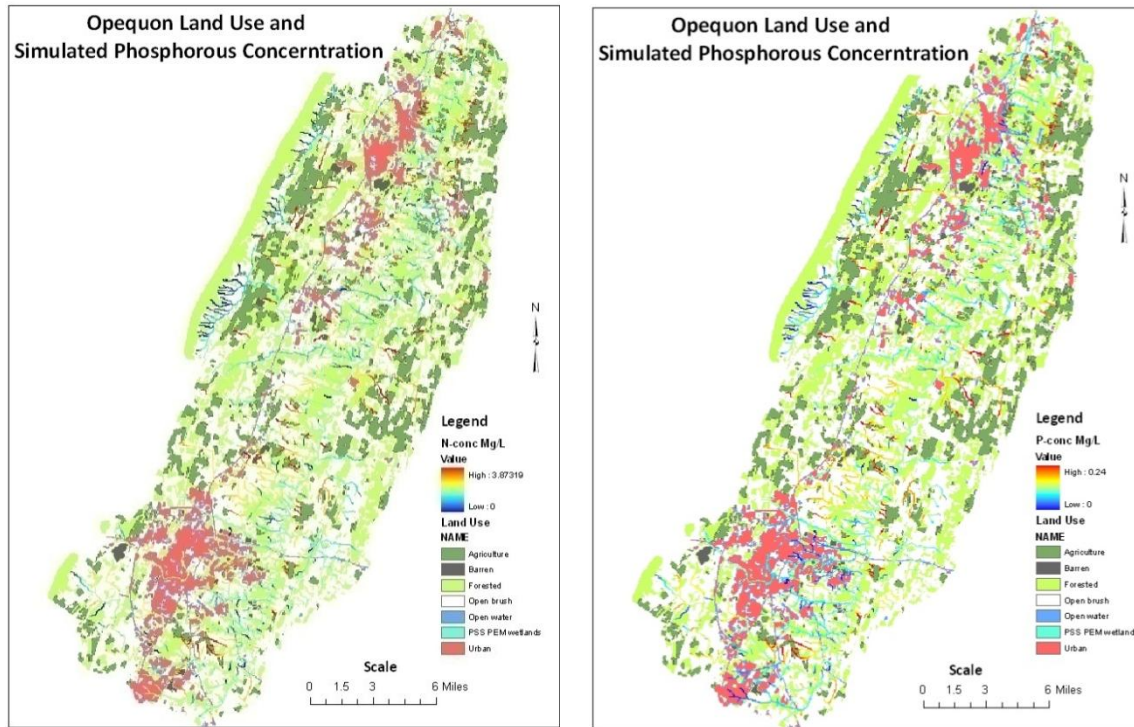 Opequon Land Use and
Simulated Phosphorous Concerntration
N
Legend
N-conc Mg/L
Value
High : 3.87319
Low : 0
Land Use
NAME
Agriculture
Barren
Forested
Open brush
Open water
PSS PEM wetlands
Urban
Scale
0 1.5 3 6 Miles
Opequon Land Use and
Simulated Phosphorous Concerntration
N
Legend
P-conc Mg/L
Value
High : 0.24
Low : 0
Land Use
NAME
Agriculture
Barren
Forested
Open brush
Open water
PSS PEM wetlands
Urban
Scale
0 1.5 3 6 Miles